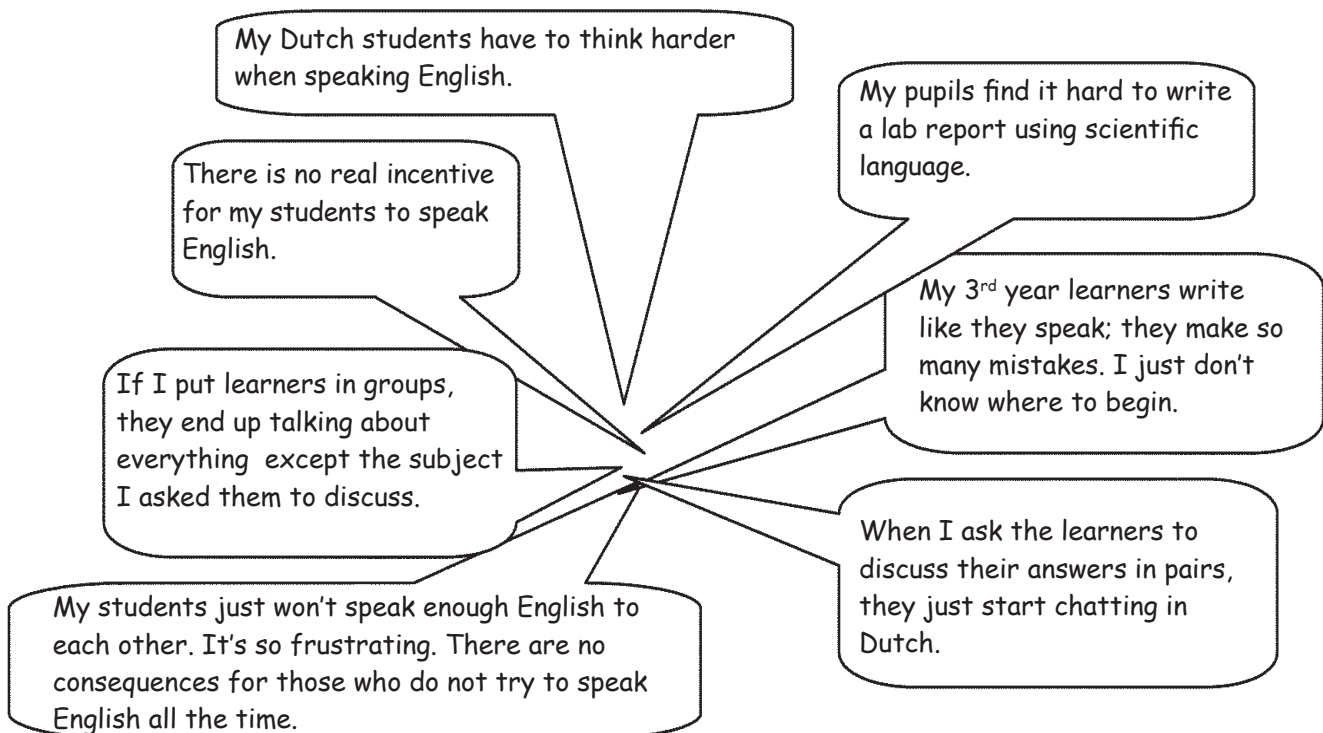 My Dutch students have to think harder
when speaking English.
My pupils find it hard to write
a lab report using scientific
language.
There is no real incentive
for my students to speak
English.
My 3rd year learners write
like they speak; they make so
many mistakes. I just don't
know where to begin.
If I put learners in groups,
they end up talking about
everything except the subject
I asked them to discuss.
When I ask the learners to
discuss their answers in pairs,
they just start chatting in
Dutch.
My students just won't speak enough English to
each other. It's so frustrating. There are no
consequences for those who do not try to speak
English all the time.